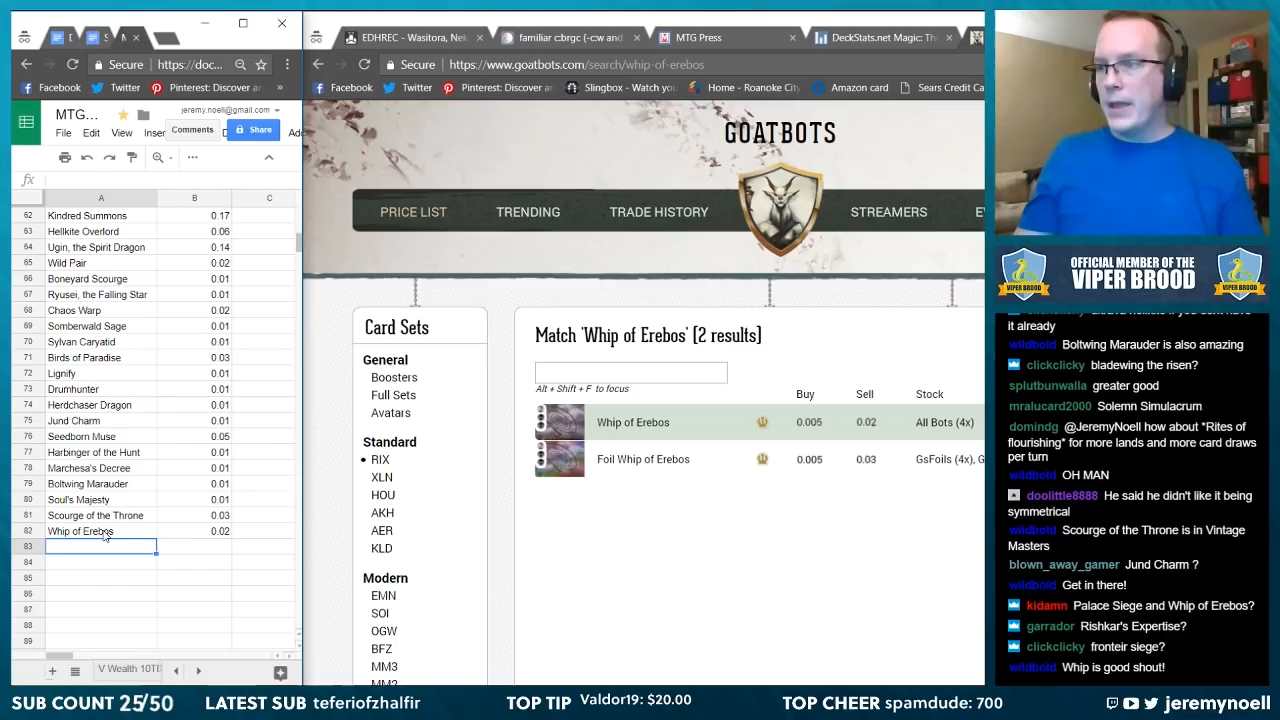 EDHREC - Wasitora, Nek
familiar c:brgc (-c:w an
MTG Press
DeckStats.net Magic: The
Secure
https://doc...
Secure
https://www.goatbots.com/search/whip-of-erebos
Facebook
Twitter
Pinterest: Discover an
Facebook
Twitter
Pinterest: Discover an
Slingbox - Watch you
Home - Roanoke City
Amazon card
Sears Credit Ca
MTG...
jeremy.noell@gmail.com
File
Edit
View
Inser
Comments
Share
Ad
fx
A
B
C
62 Kindred Summons 0.17
63 Hellkite Overlord 0.06
64 Ugin, the Spirit Dragon 0.14
65 Wild Pair 0.02
66 Boneyard Scourge 0.01
67 Ryusei, the Falling Star 0.01
68 Chaos Warp 0.02
69 Somberwald Sage 0.01
70 Sylvan Caryatid 0.01
71 Birds of Paradise 0.03
72 Lignify 0.01
73 Drumhunter 0.01
74 Herdchaser Dragon 0.01
75 Jund Charm 0.01
76 Seedborn Muse 0.05
77 Harbinger of the Hunt 0.01
78 Marchesa's Decree 0.01
79 Boltwing Marauder 0.01
80 Soul's Majesty 0.01
81 Scourge of the Throne 0.03
82 Whip of Erebos 0.02
83
84
85
86
87
88
89
V Wealth 10TI
GOATBOTS
PRICE LIST
TRENDING
TRADE HISTORY
STREAMERS
E
Card Sets
General
Boosters
Full Sets
Avatars
Standard
RIX
XLN
HOU
AKH
AER
KLD
Modern
EMN
SOI
OGW
BFZ
MM3
MM2
Match 'Whip of Erebos' (2 results)
Alt + Shift + F to focus
Buy
Sell
Stock
Whip of Erebos 0.005 0.02 All Bots (4x)
Foil Whip of Erebos 0.005 0.03 GsFoils (4x), G
OFFICIAL MEMBER OF THE
VIPER BROOD
it already
wildbold Boltwing Marauder is also amazing
clickclicky bladewing the risen?
splutbunwalla greater good
mralucard2000 Solemn Simulacrum
domindg @JeremyNoell how about *Rites of
flourishing* for more lands and more card draws
per turn
wildbold OH MAN
doolittle8888 He said he didn't like it being
symmetrical
wildbold Scourge of the Throne is in Vintage
Masters
blown_away_gamer Jund Charm ?
wildbold Get in there!
kidamn Palace Siege and Whip of Erebos?
garrador Rishkar's Expertise?
clickclicky fronteir siege?
wildbold Whip is good shout!
SUB COUNT 25/50
LATEST SUB teferiofzhalfir
TOP TIP Valdor19: $20.00
TOP CHEER spamdude: 700
jeremynoell